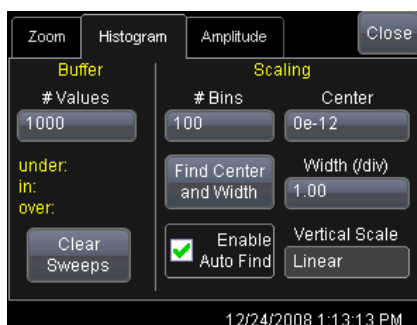 Zoom Histogram Amplitude Close
Buffer Scaling
# Values # Bins Center
1000 100 0e-12
under: Find Center Width (/div)
in: and Width 1.00
over:
Clear Enable Vertical Scale
Sweeps Auto Find Linear
12/24/2008 1:13:13 PM